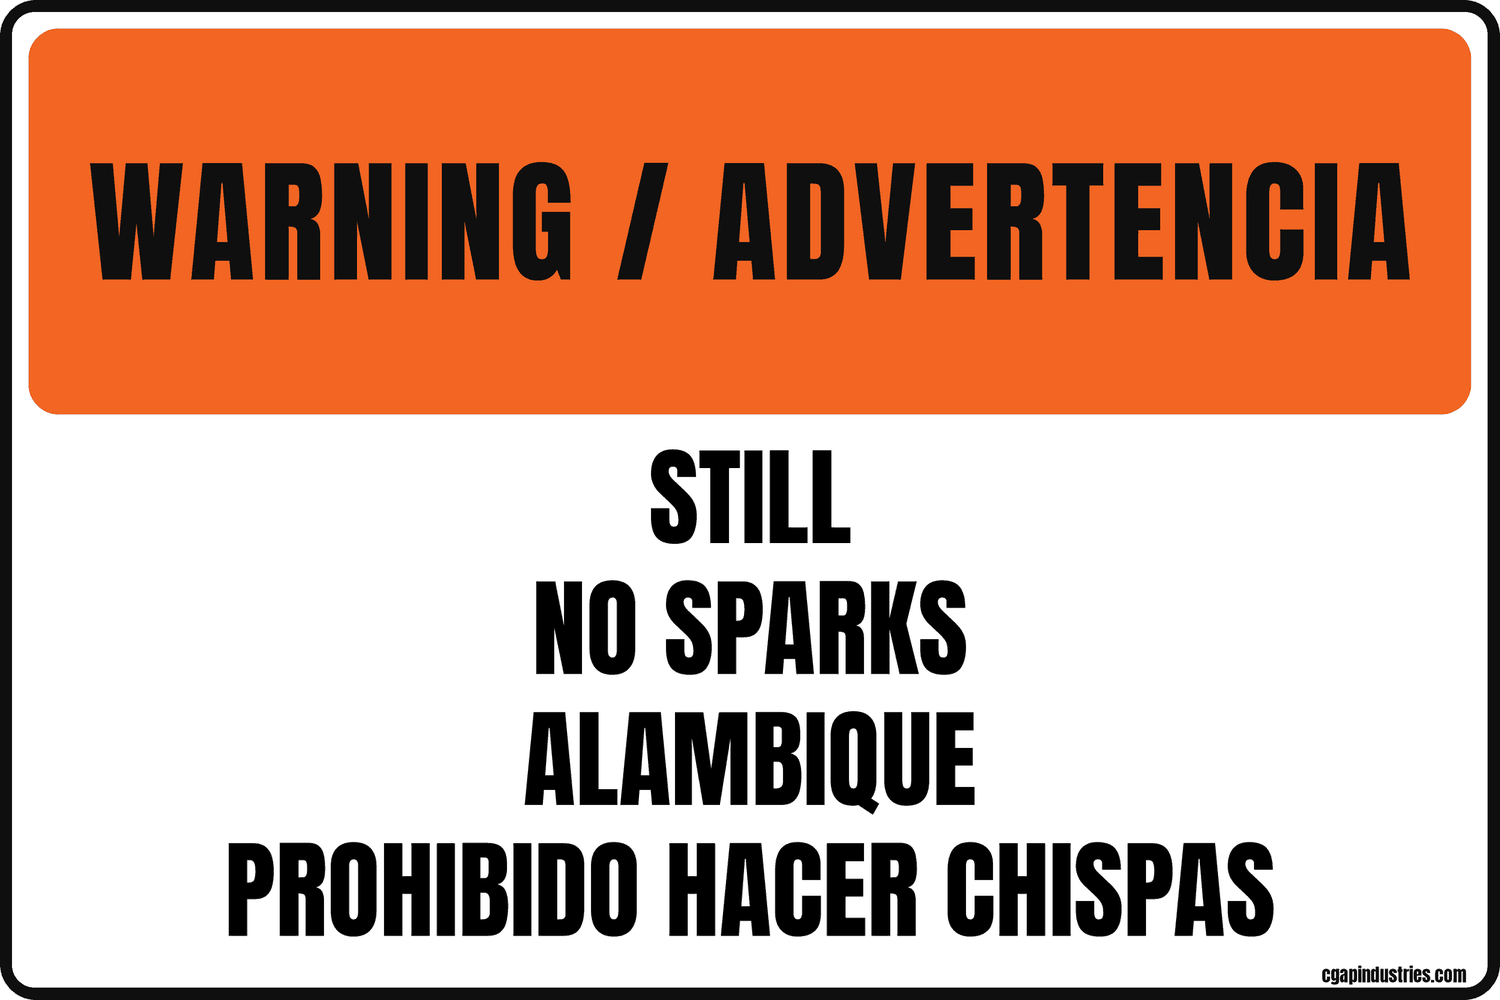 WARNING / ADVERTENCIA
STILL
NO SPARKS
ALAMBIQUE
PROHIBIDO HACER CHISPAS
cgapindustries.com